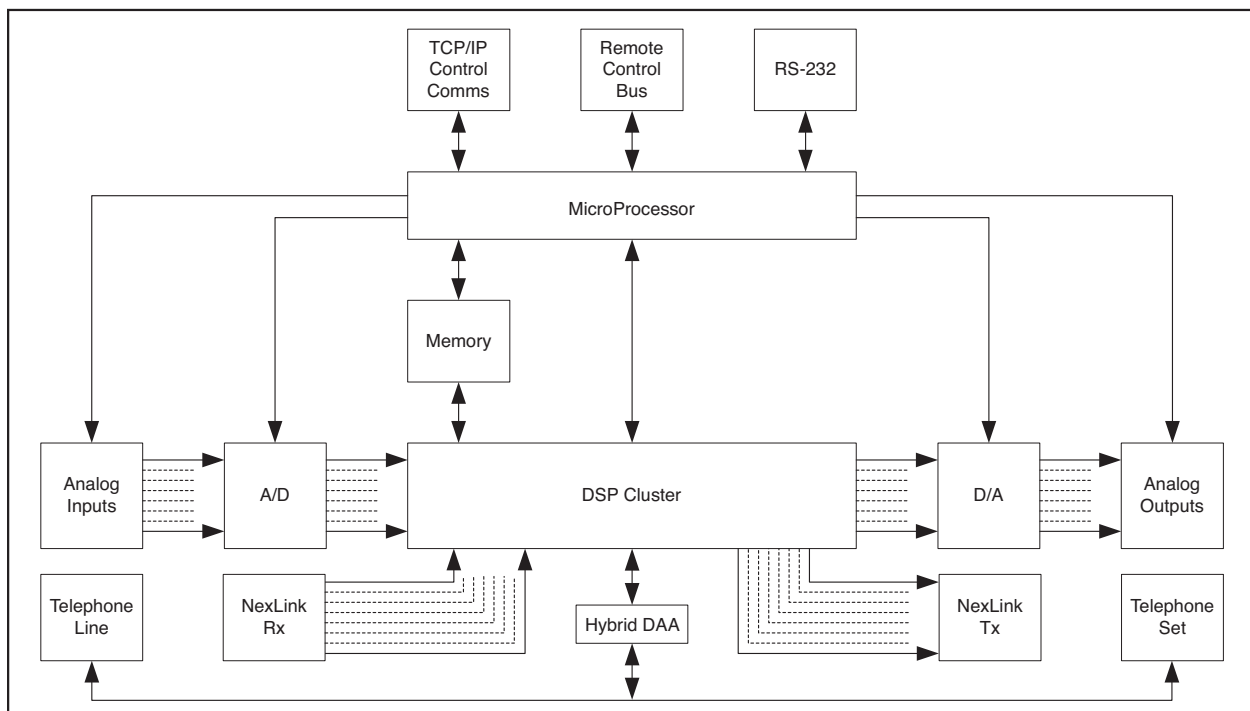 TCP/IP
Control
Comms
Remote
Control
Bus
RS-232
MicroProcessor
Memory
Analog
Inputs
A/D
DSP Cluster
D/A
Analog
Outputs
Telephone
Line
NexLink
Rx
Hybrid DAA
NexLink
Tx
Telephone
Set